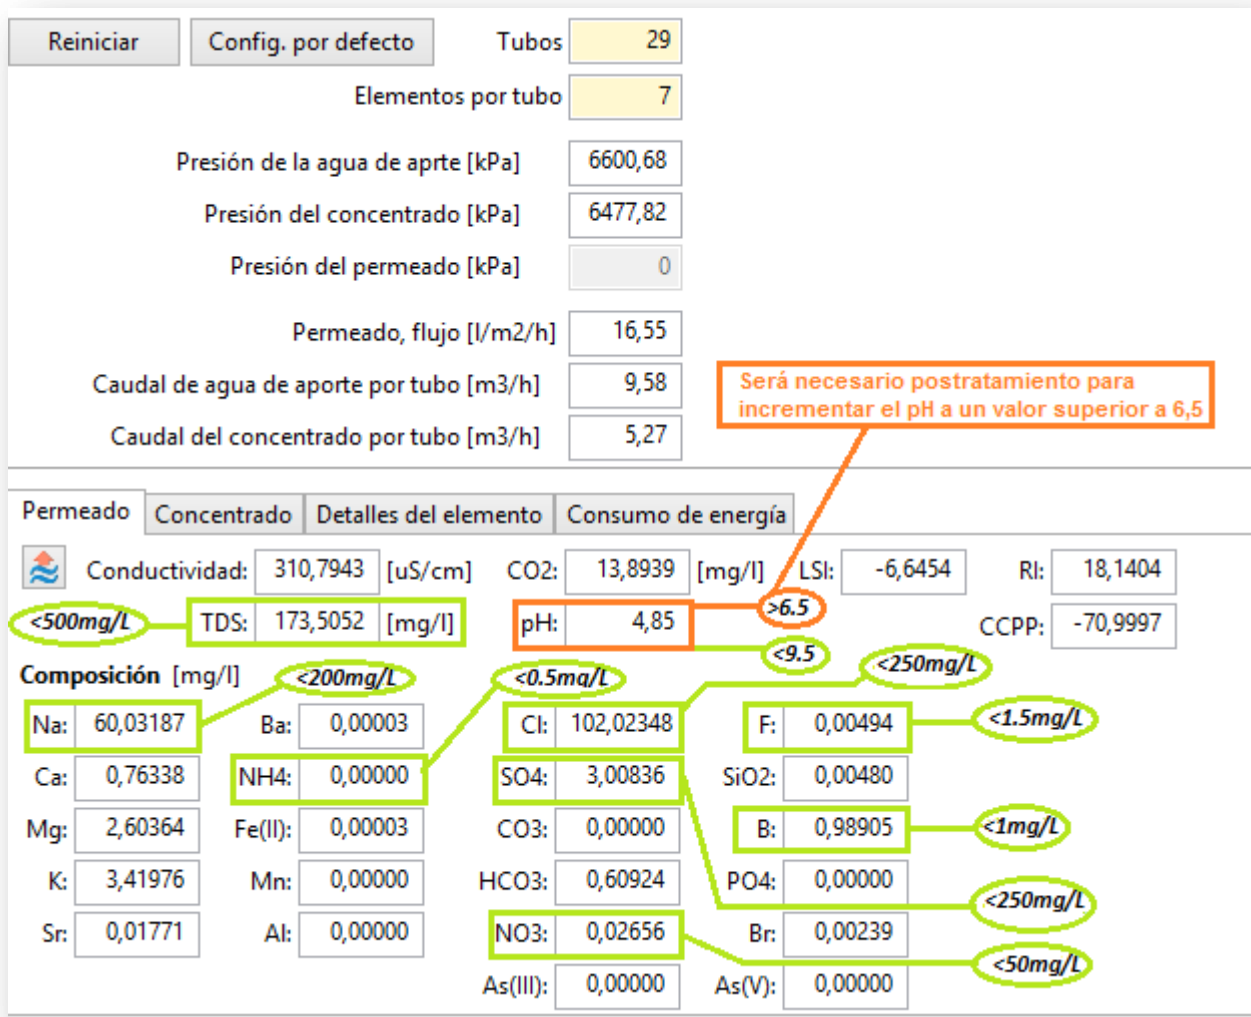 Reiniciar Config. por defecto Tubos 29
Elementos por tubo 7
Presión de la agua de aprte [kPa] 6600,68
Presión del concentrado [kPa] 6477,82
Presión del permeado [kPa] 0
Permeado, flujo [l/m2/h] 16,55
Caudal de agua de aporte por tubo [m3/h] 9,58
Caudal del concentrado por tubo [m3/h] 5,27
Será necesario postratamiento para
incrementar el pH a un valor superior a 6,5
Permeado Concentrado Detalles del elemento Consumo de energía
Conductividad: 310,7943 [uS/cm] CO2: 13,8939 [mg/l] LSI: -6,6454 RI: 18,1404
<500mg/L TDS: 173,5052 [mg/l] pH: 4,85 >6.5 CCPP: -70,9997
<9.5
Composición [mg/l] <200mg/L <0.5mg/L <250mg/L
Na: 60,03187 Ba: 0,00003 Cl: 102,02348 F: 0,00494 <1.5mg/L
Ca: 0,76338 NH4: 0,00000 SO4: 3,00836 SiO2: 0,00480
Mg: 2,60364 Fe(II): 0,00003 CO3: 0,00000 B: 0,98905 <1mg/L
K: 3,41976 Mn: 0,00000 HCO3: 0,60924 PO4: 0,00000 <250mg/L
Sr: 0,01771 Al: 0,00000 NO3: 0,02656 Br: 0,00239 <50mg/L
As(III): 0,00000 As(V): 0,00000